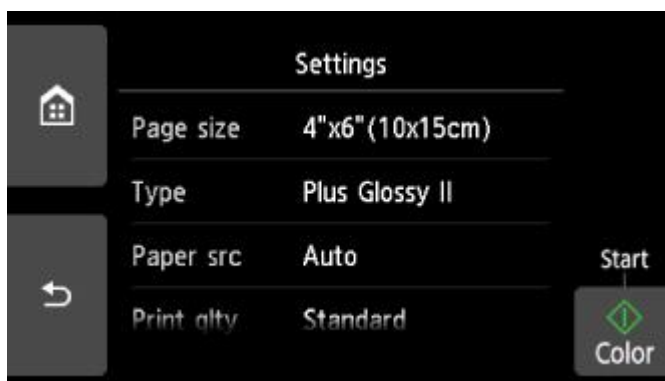 Settings
Page size 4"x6"(10x15cm)
Type Plus Glossy II
Paper src Auto
Print qlty Standard
Start
Color